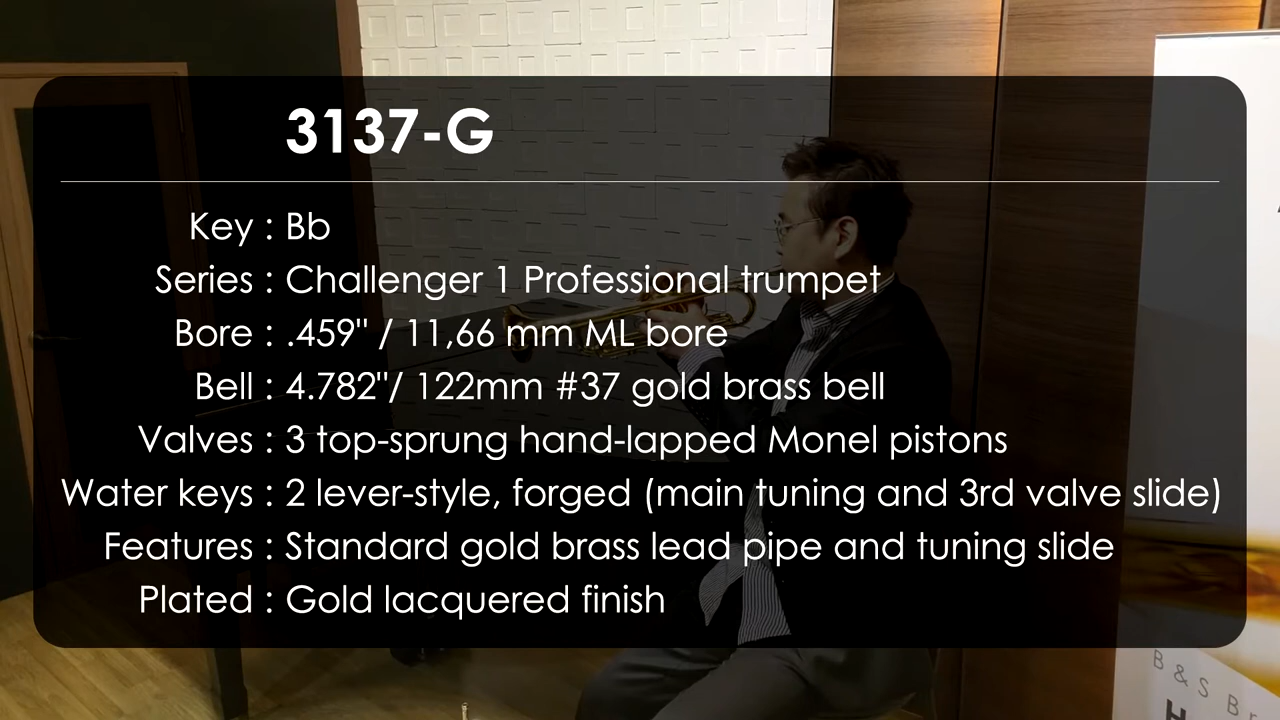 3137-G
Key : Bb
Series : Challenger 1 Professional trumpet
Bore : .459" / 11,66 mm ML bore
Bell : 4.782"/ 122mm #37 gold brass bell
Valves : 3 top-sprung hand-lapped Monel pistons
Water keys : 2 lever-style, forged (main tuning and 3rd valve slide)
Features : Standard gold brass lead pipe and tuning slide
Plated : Gold lacquered finish
B & S